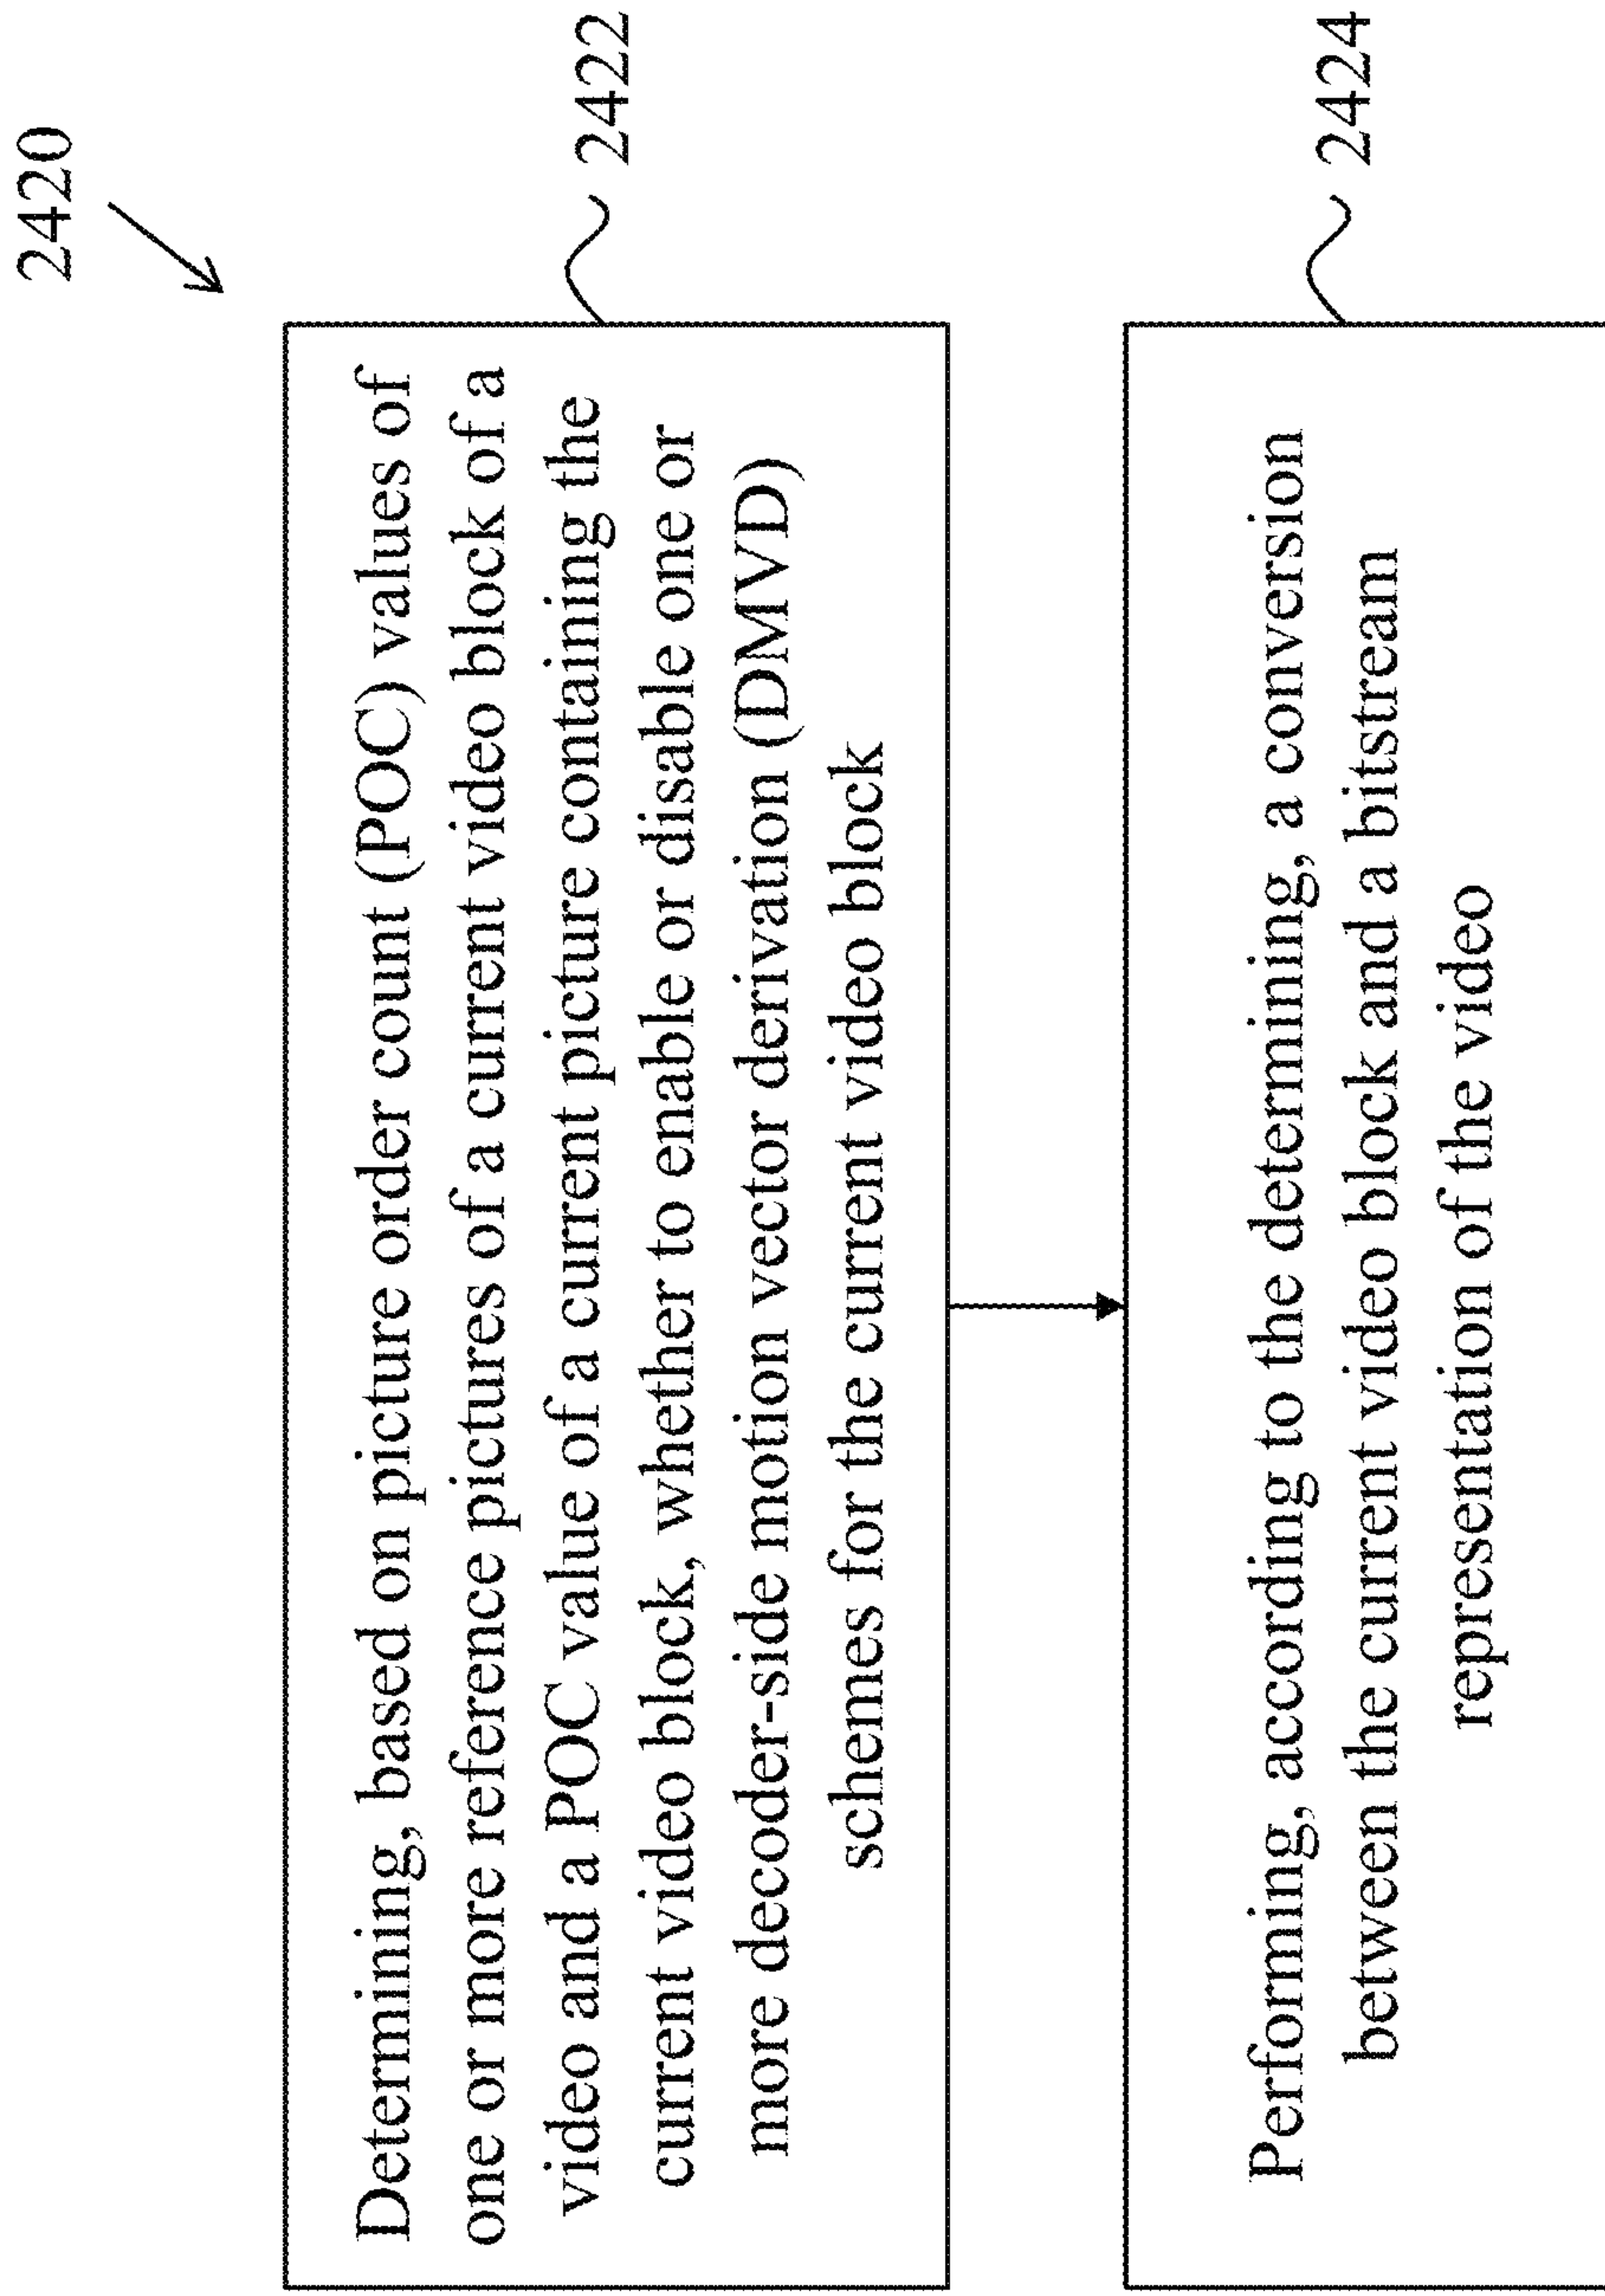 2420
Determining, based on picture order count (POC) values of
one or more reference pictures of a current video block of a
video and a POC value of a current picture containing the
current video block, whether to enable or disable one or
more decoder-side motion vector derivation (DMVD)
schemes for the current video block
2422
Performing, according to the determining, a conversion
between the current video block and a bitstream
representation of the video
2424